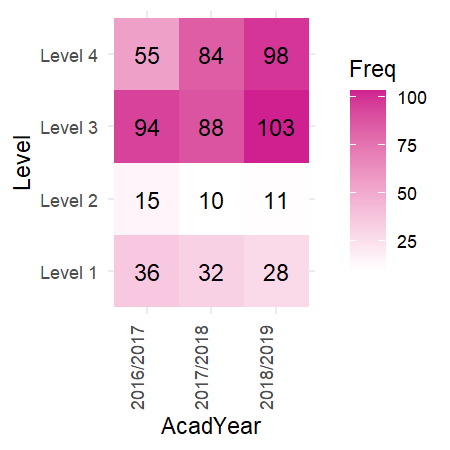 Level 4 55 84 98
Level 3 94 88 103
Level 2 15 10 11
Level 1 36 32 28
Level
2016/2017 2017/2018 2018/2019
AcadYear
Freq
100
75
50
25